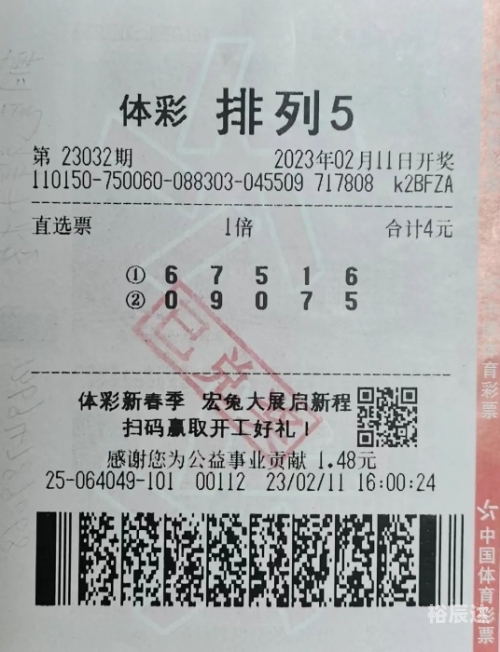 体彩 排列5
第 23032期 2023年02月11日开奖
110150-750060-088303-045509 717808 k2BFZA
直选票 1倍 合计4元
① 6 7 5 1 6
② 0 9 0 7 5
已兑奖
体彩新春季 宏兔大展启新程
扫码赢取开工好礼！
感谢您为公益事业贡献 1.48元
25-064049-101 00112 23/02/11 16:00:24
育彩票
中国体育彩票